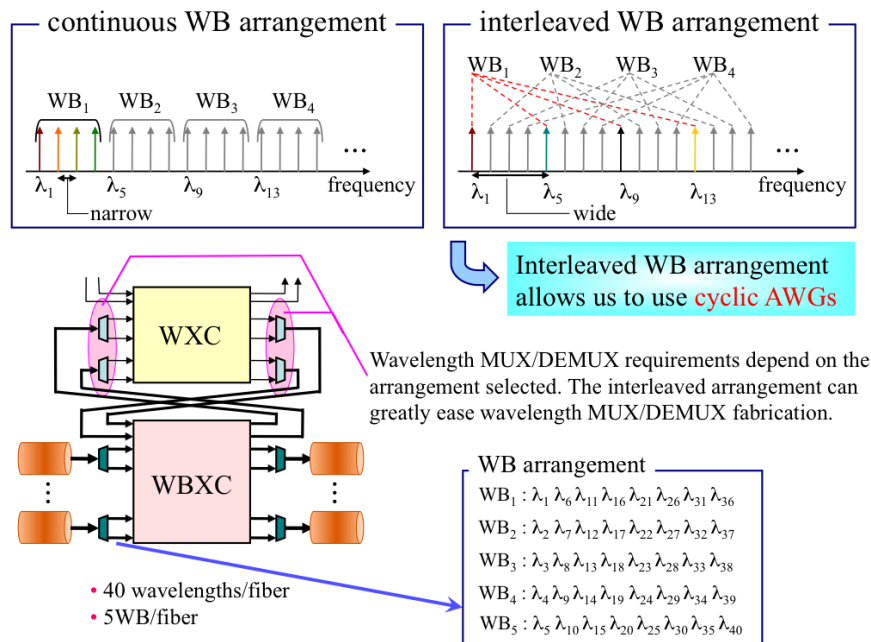 continuous WB arrangement
WB₁ WB₂ WB₃ WB₄
...
λ₁ λ₅ λ₉ λ₁₃ frequency
narrow
interleaved WB arrangement
WB₁ WB₂ WB₃ WB₄
...
λ₁ λ₅ λ₉ λ₁₃ frequency
wide
Interleaved WB arrangement
allows us to use cyclic AWGs
WXC
Wavelength MUX/DEMUX requirements depend on the
arrangement selected. The interleaved arrangement can
greatly ease wavelength MUX/DEMUX fabrication.
WBXC
• 40 wavelengths/fiber
• 5WB/fiber
WB arrangement
WB₁ : λ₁ λ₆ λ₁₁ λ₁₆ λ₂₁ λ₂₆ λ₃₁ λ₃₆
WB₂ : λ₂ λ₇ λ₁₂ λ₁₇ λ₂₂ λ₂₇ λ₃₂ λ₃₇
WB₃ : λ₃ λ₈ λ₁₃ λ₁₈ λ₂₃ λ₂₈ λ₃₃ λ₃₈
WB₄ : λ₄ λ₉ λ₁₄ λ₁₉ λ₂₄ λ₂₉ λ₃₄ λ₃₉
WB₅ : λ₅ λ₁₀ λ₁₅ λ₂₀ λ₂₅ λ₃₀ λ₃₅ λ₄₀